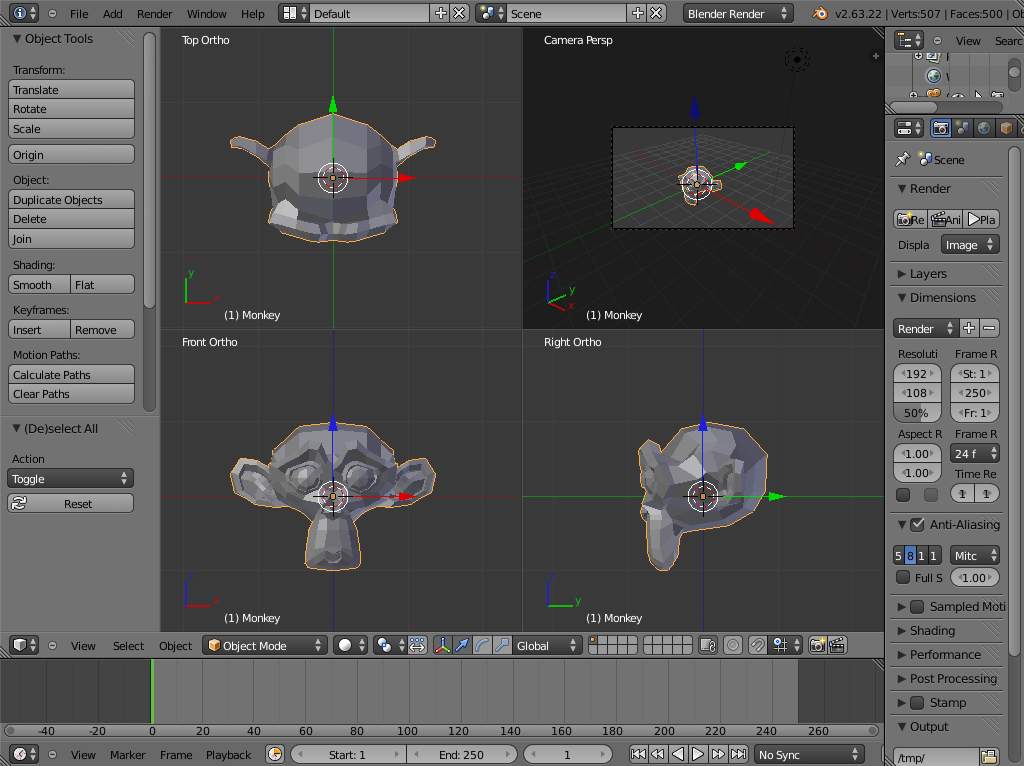 File Add Render Window Help Default Scene Blender Render v2.63.22 | Verts:507 | Faces:500 | Ob
Object Tools
Transform:
Translate
Rotate
Scale
Origin
Object:
Duplicate Objects
Delete
Join
Shading:
Smooth Flat
Keyframes:
Insert Remove
Motion Paths:
Calculate Paths
Clear Paths
(De)select All
Action
Toggle
Reset
Top Ortho
y
x
(1) Monkey
Camera Persp
z
y
x
(1) Monkey
Front Ortho
z
x
(1) Monkey
Right Ortho
z
y
(1) Monkey
View Searc
Scene
Render
Re Ani Pla
Displa Image
Layers
Dimensions
Render
Resoluti Frame R
192 St: 1
108 250
50% Fr: 1
Aspect R Frame R
1.00 24 f
1.00 Time Re
1 1
Anti-Aliasing
5 8 1 1 Mitc
Full S 1.00
Sampled Moti
Shading
Performance
Post Processing
Stamp
Output
/tmp/
View Select Object Object Mode Global
-40 -20 0 20 40 60 80 100 120 140 160 180 200 220 240 260
View Marker Frame Playback Start: 1 End: 250 1 No Sync